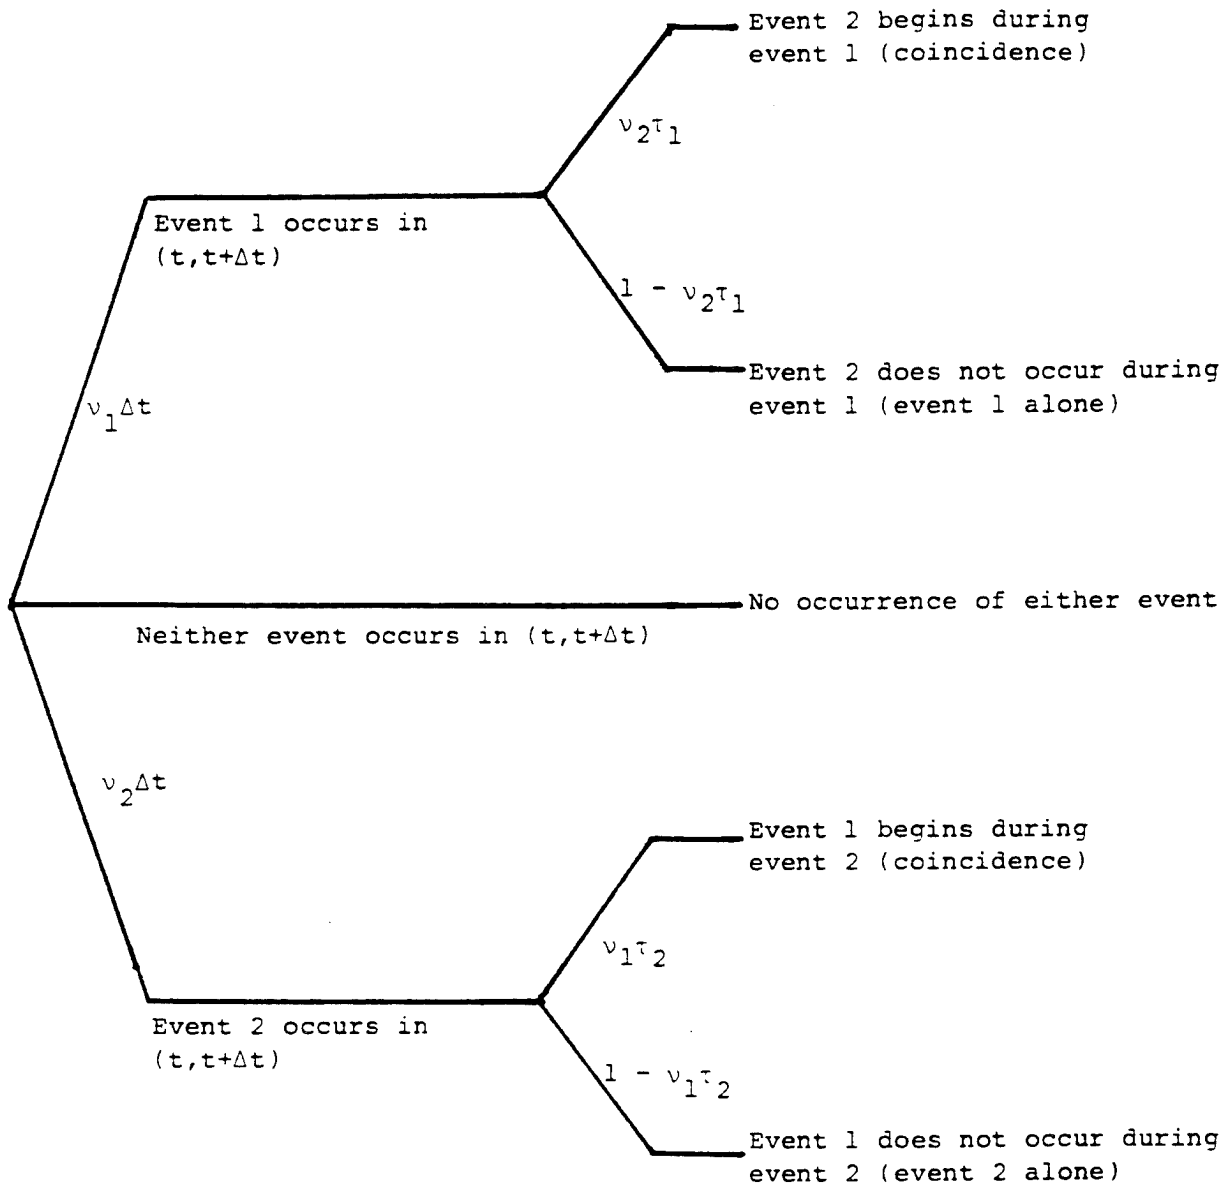 Event 2 begins during
event 1 (coincidence)
ν₂τ₁
Event 1 occurs in
(t,t+Δt)
1 - ν₂τ₁
Event 2 does not occur during
event 1 (event 1 alone)
ν₁Δt
No occurrence of either event
Neither event occurs in (t,t+Δt)
ν₂Δt
Event 1 begins during
event 2 (coincidence)
ν₁τ₂
Event 2 occurs in
(t,t+Δt)
1 - ν₁τ₂
Event 1 does not occur during
event 2 (event 2 alone)